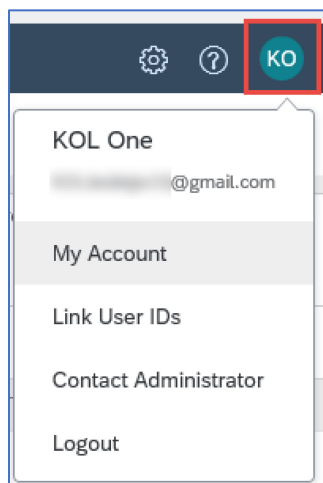 KO
KOL One
@gmail.com
My Account
Link User IDs
Contact Administrator
Logout